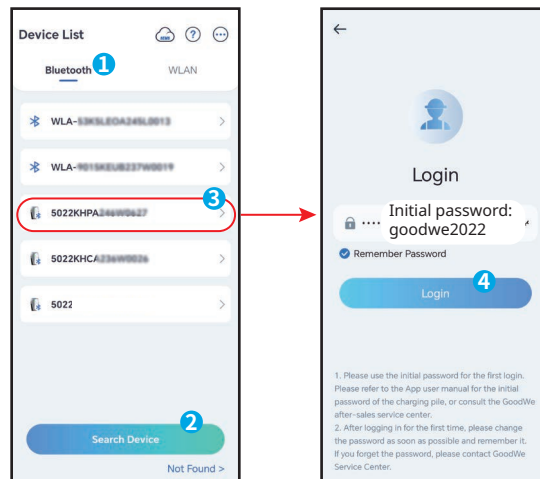 Device List
Bluetooth 1 WLAN
WLA-
WLA-
3
5022KHPA
5022KHCA
5022
2
Search Device
Not Found >
Login
Initial password:
goodwe2022
Remember Password
4
Login
1. Please use the initial password for the first login.
Please refer to the App user manual for the initial
password of the charging pile, or consult the GoodWe
after-sales service center.
2. After logging in for the first time, please change
the password as soon as possible and remember it.
If you forget the password, please contact GoodWe
Service Center.